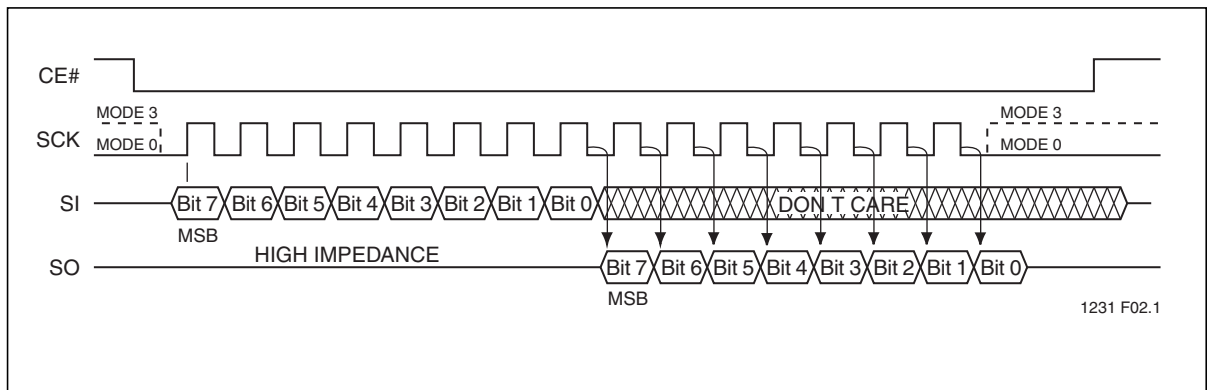 CE#
MODE 3 MODE 3
SCK MODE 0 MODE 0
SI Bit 7 Bit 6 Bit 5 Bit 4 Bit 3 Bit 2 Bit 1 Bit 0 DON T CARE
MSB
HIGH IMPEDANCE
SO Bit 7 Bit 6 Bit 5 Bit 4 Bit 3 Bit 2 Bit 1 Bit 0
MSB
1231 F02.1